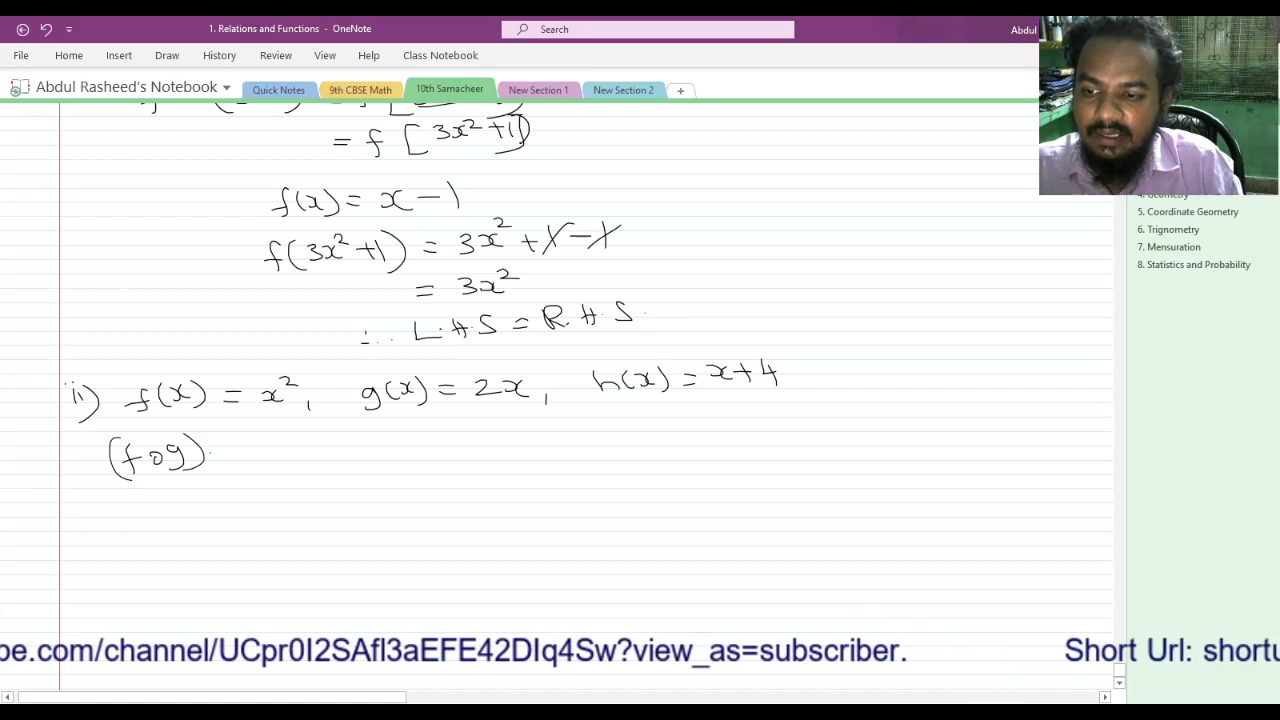 1. Relations and Functions - OneNote
Search
Abdul
File Home Insert Draw History Review View Help Class Notebook
Abdul Rasheed's Notebook
Quick Notes 9th CBSE Math 10th Samacheer New Section 1 New Section 2
= f [3x² + 1]
f(x) = x - 1
f(3x² + 1) = 3x² + 1 - 1
= 3x²
∴ L.H.S = R.H.S.
ii) f(x) = x², g(x) = 2x, h(x) = x + 4
(fog)
5. Coordinate Geometry
6. Trignometry
7. Mensuration
8. Statistics and Probability
be.com/channel/UCpr0I2SAfl3aEFE42DIq4Sw?view_as=subscriber. Short Url: shortu